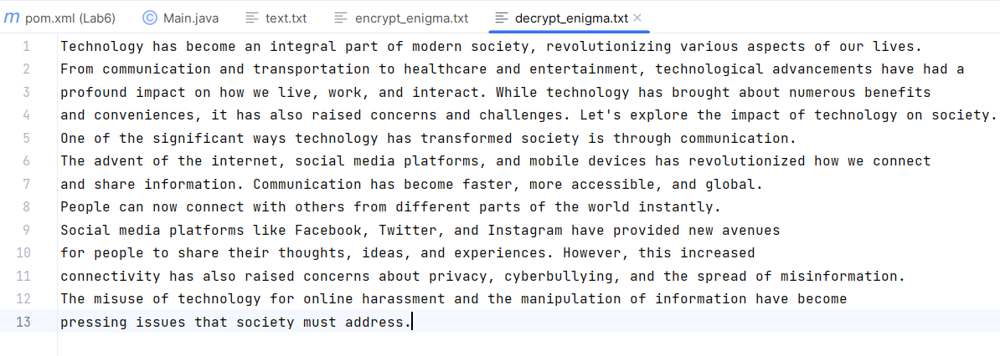 pom.xml (Lab6) Main.java text.txt encrypt_enigma.txt decrypt_enigma.txt
1 Technology has become an integral part of modern society, revolutionizing various aspects of our lives.
2 From communication and transportation to healthcare and entertainment, technological advancements have had a
3 profound impact on how we live, work, and interact. While technology has brought about numerous benefits
4 and conveniences, it has also raised concerns and challenges. Let's explore the impact of technology on society.
5 One of the significant ways technology has transformed society is through communication.
6 The advent of the internet, social media platforms, and mobile devices has revolutionized how we connect
7 and share information. Communication has become faster, more accessible, and global.
8 People can now connect with others from different parts of the world instantly.
9 Social media platforms like Facebook, Twitter, and Instagram have provided new avenues
10 for people to share their thoughts, ideas, and experiences. However, this increased
11 connectivity has also raised concerns about privacy, cyberbullying, and the spread of misinformation.
12 The misuse of technology for online harassment and the manipulation of information have become
13 pressing issues that society must address.